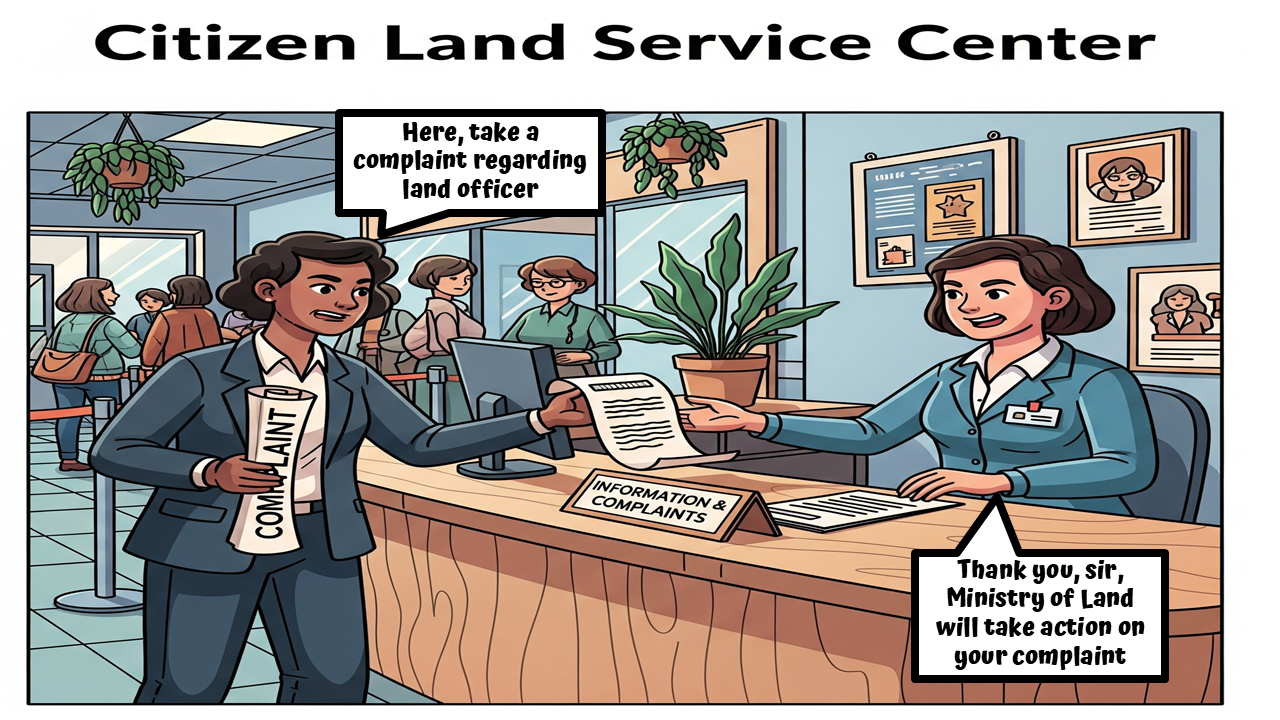 Citizen Land Service Center
Here, take a
complaint regarding
land officer
COMPLAINT
INFORMATION &
COMPLAINTS
Thank you, sir,
Ministry of Land
will take action on
your complaint